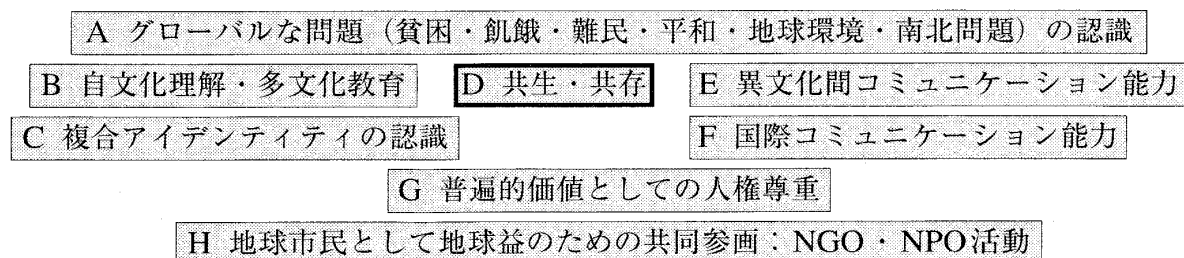 A グローバルな問題（貧困・飢餓・難民・平和・地球環境・南北問題）の認識
B 自文化理解・多文化教育 D 共生・共存 E 異文化間コミュニケーション能力
C 複合アイデンティティの認識 F 国際コミュニケーション能力
G 普遍的価値としての人権尊重
H 地球市民として地球益のための共同参画：NGO・NPO活動